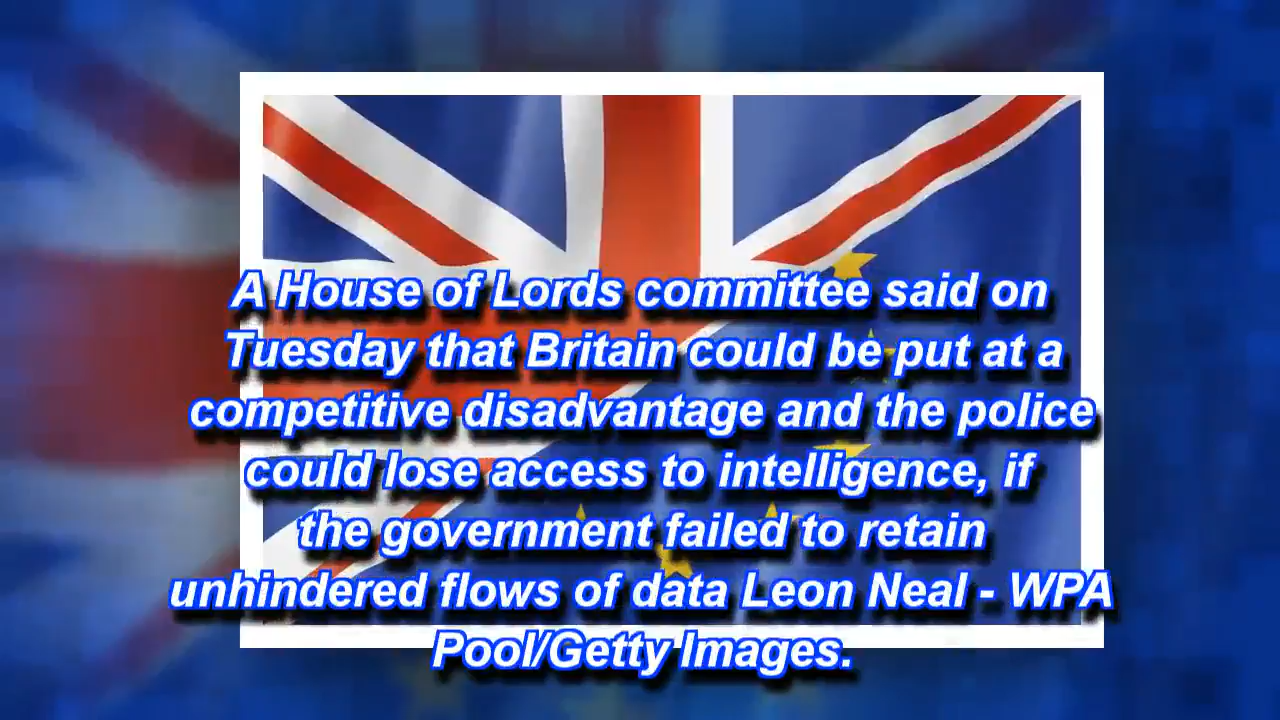 A House of Lords committee said on
Tuesday that Britain could be put at a
competitive disadvantage and the police
could lose access to intelligence, if
the government failed to retain
unhindered flows of data Leon Neal - WPA
Pool/Getty Images.